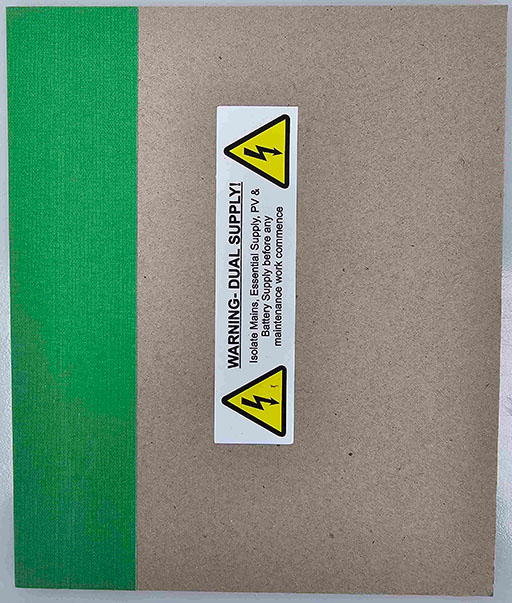 WARNING- DUAL SUPPLY!
Isolate Mains, Essential Supply, PV &
Battery Supply before any
maintenance work commence